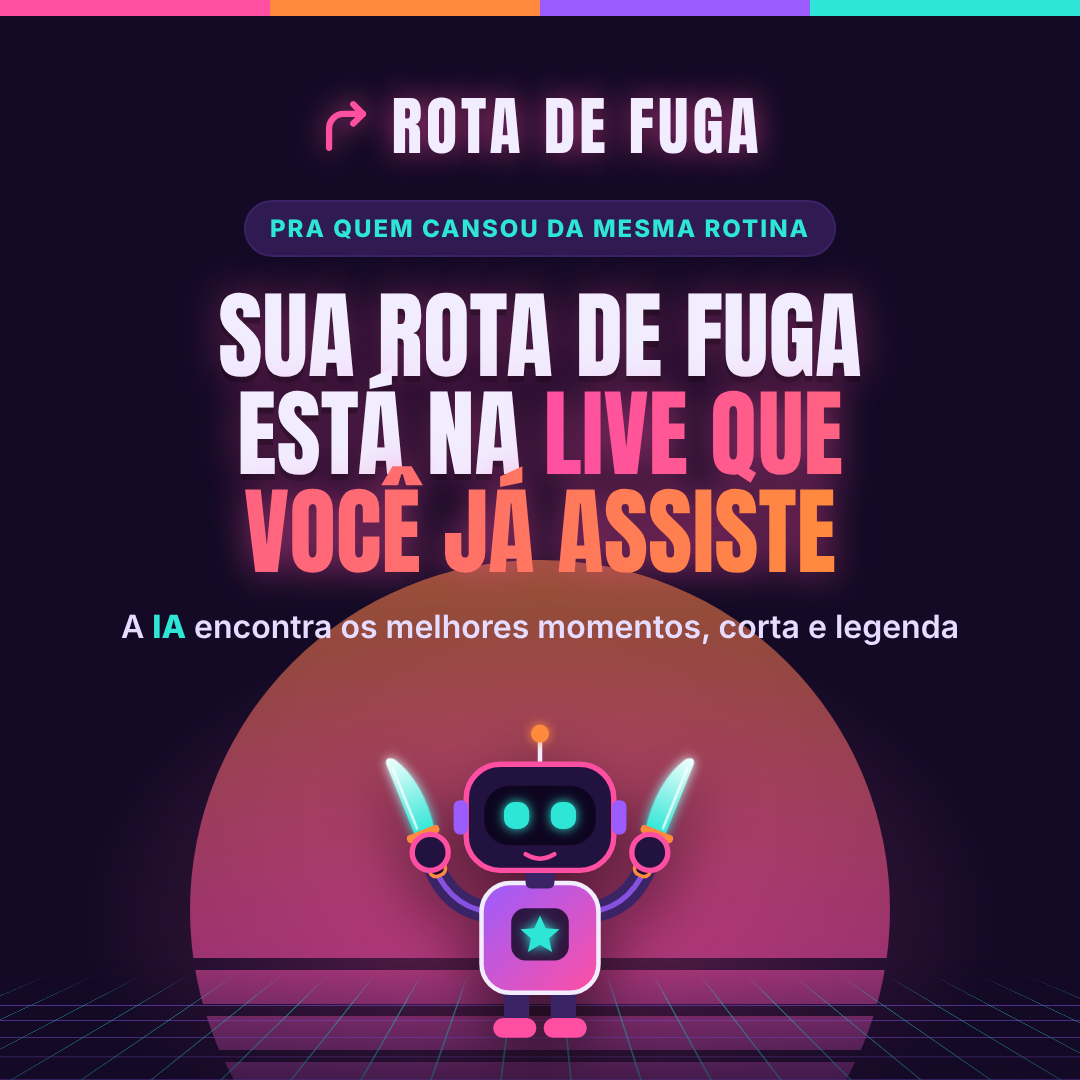 ROTA DE FUGA
PRA QUEM CANSOU DA MESMA ROTINA
SUA ROTA DE FUGA
ESTÁ NA LIVE QUE
VOCÊ JÁ ASSISTE
A IA encontra os melhores momentos, corta e legenda